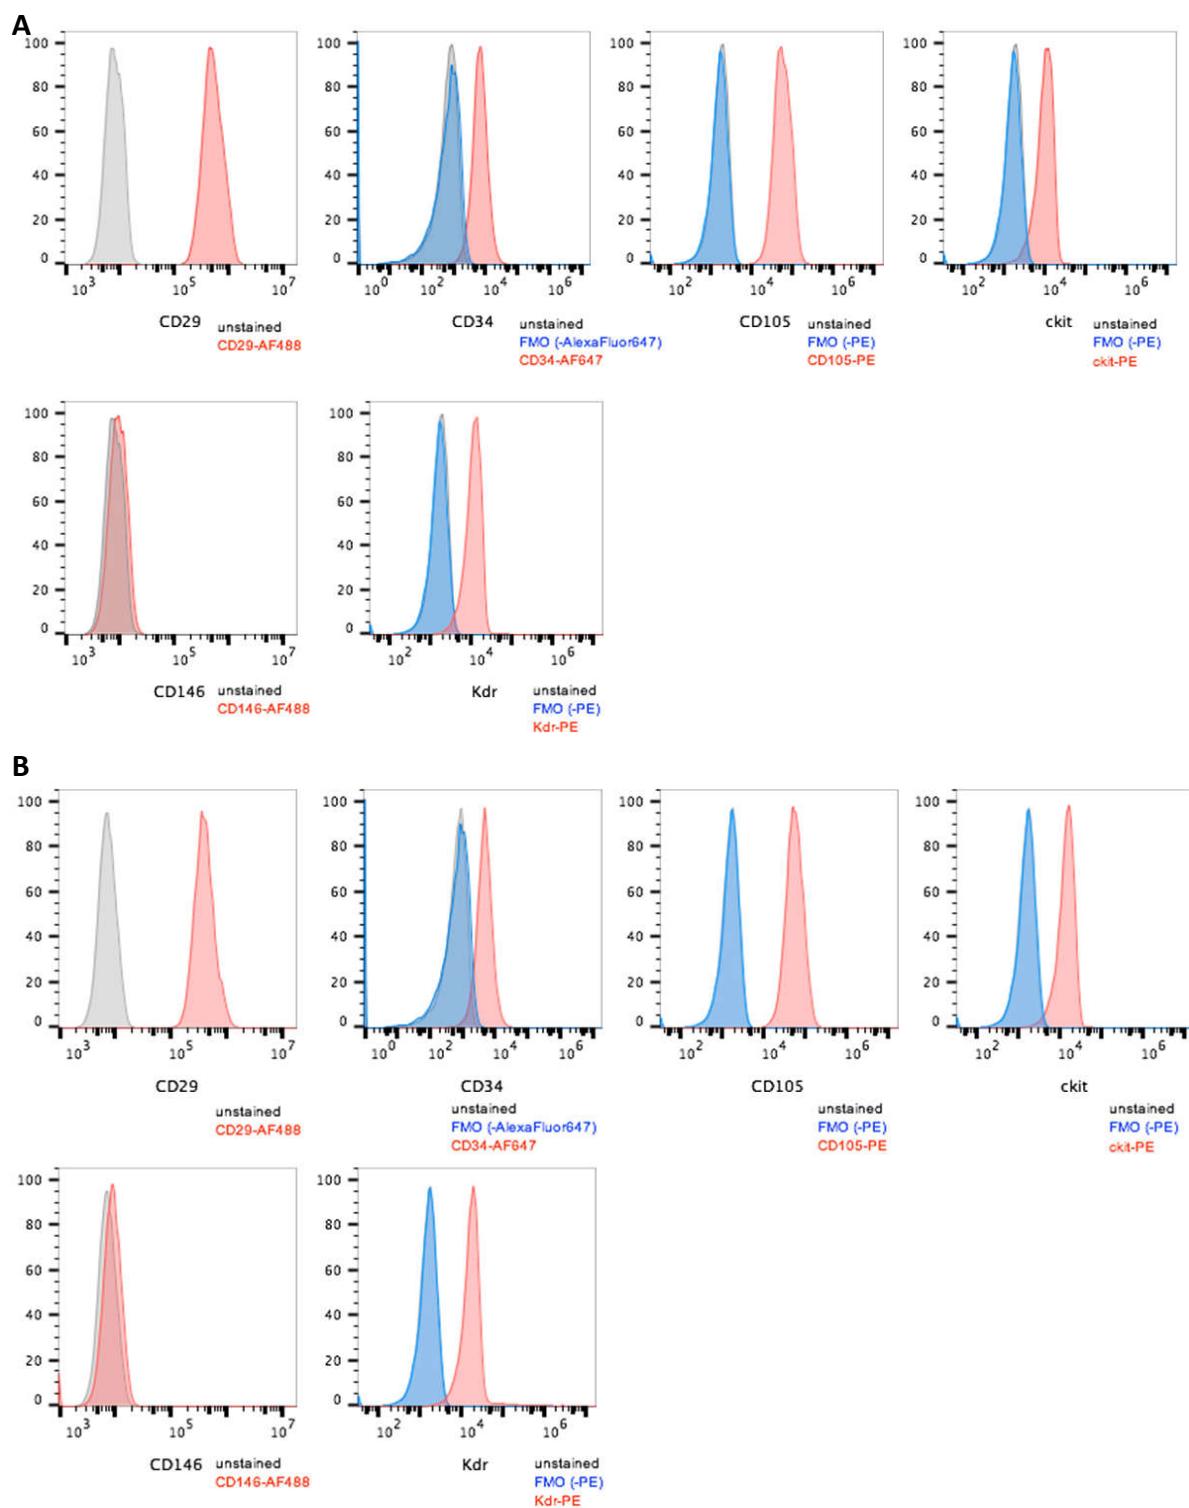 A
100 80 60 40 20 0
10^3 10^5 10^7
CD29
unstained
CD29-AF488
100 80 60 40 20 0
10^0 10^2 10^4 10^6
CD34
unstained
FMO (-AlexaFluor647)
CD34-AF647
100 80 60 40 20 0
10^2 10^4 10^6
CD105
unstained
FMO (-PE)
CD105-PE
100 80 60 40 20 0
10^2 10^4 10^6
ckit
unstained
FMO (-PE)
ckit-PE
100 80 60 40 20 0
10^3 10^5 10^7
CD146
unstained
CD146-AF488
100 80 60 40 20 0
10^2 10^4 10^6
Kdr
unstained
FMO (-PE)
Kdr-PE
B
100 80 60 40 20 0
10^3 10^5 10^7
CD29
unstained
CD29-AF488
100 80 60 40 20 0
10^0 10^2 10^4 10^6
CD34
unstained
FMO (-AlexaFluor647)
CD34-AF647
100 80 60 40 20 0
10^2 10^4 10^6
CD105
unstained
FMO (-PE)
CD105-PE
100 80 60 40 20 0
10^2 10^4 10^6
ckit
unstained
FMO (-PE)
ckit-PE
100 80 60 40 20 0
10^3 10^5 10^7
CD146
unstained
CD146-AF488
100 80 60 40 20 0
10^2 10^4 10^6
Kdr
unstained
FMO (-PE)
Kdr-PE